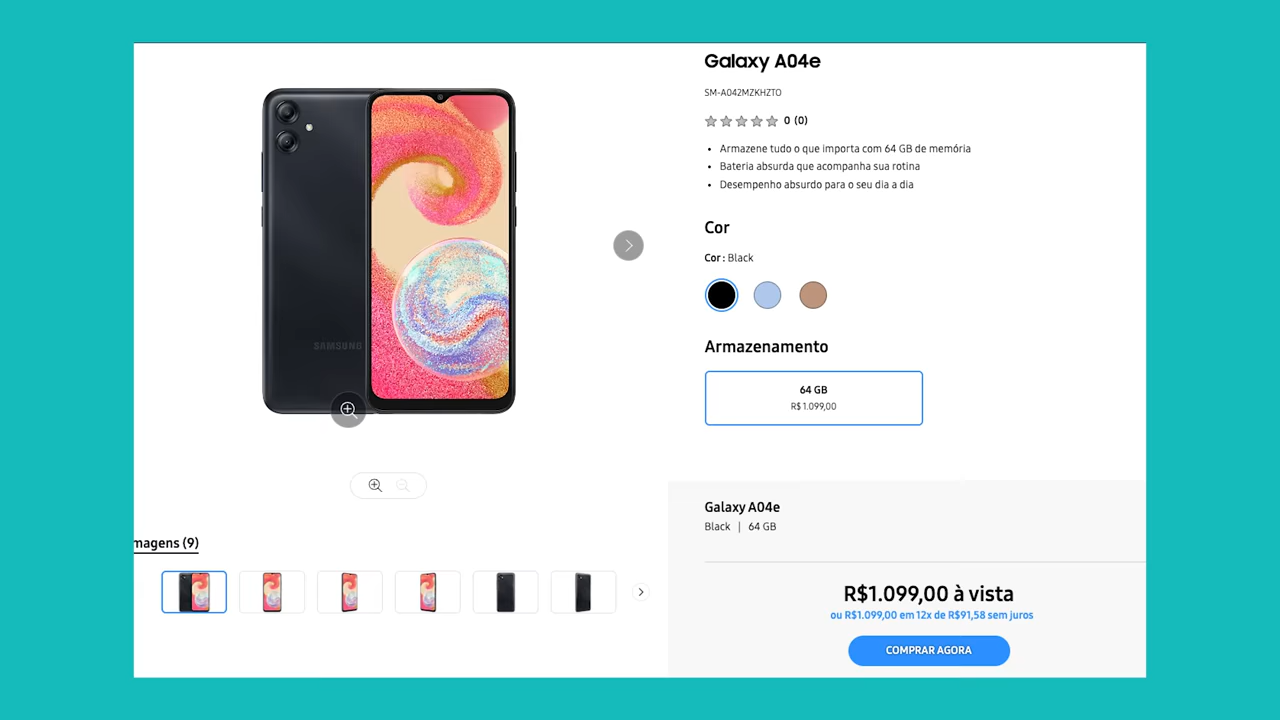 Galaxy A04e
SM-A042MZKHZTO
0 (0)
• Armazene tudo o que importa com 64 GB de memória
• Bateria absurda que acompanha sua rotina
• Desempenho absurdo para o seu dia a dia
Cor
Cor : Black
Armazenamento
64 GB
R$ 1.099,00
SAMSUNG
magens (9)
Galaxy A04e
Black | 64 GB
R$1.099,00 à vista
ou R$1.099,00 em 12x de R$91,58 sem juros
COMPRAR AGORA